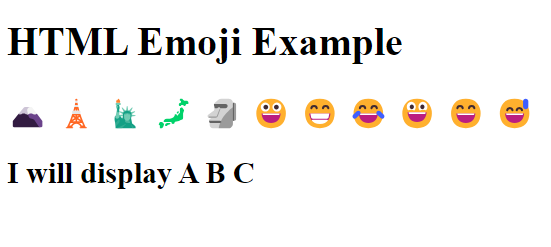 HTML Emoji Example
🗻 🗼 🗽 🗾 🗿 😀 😁 😂 😃 😄 😅
I will display A B C